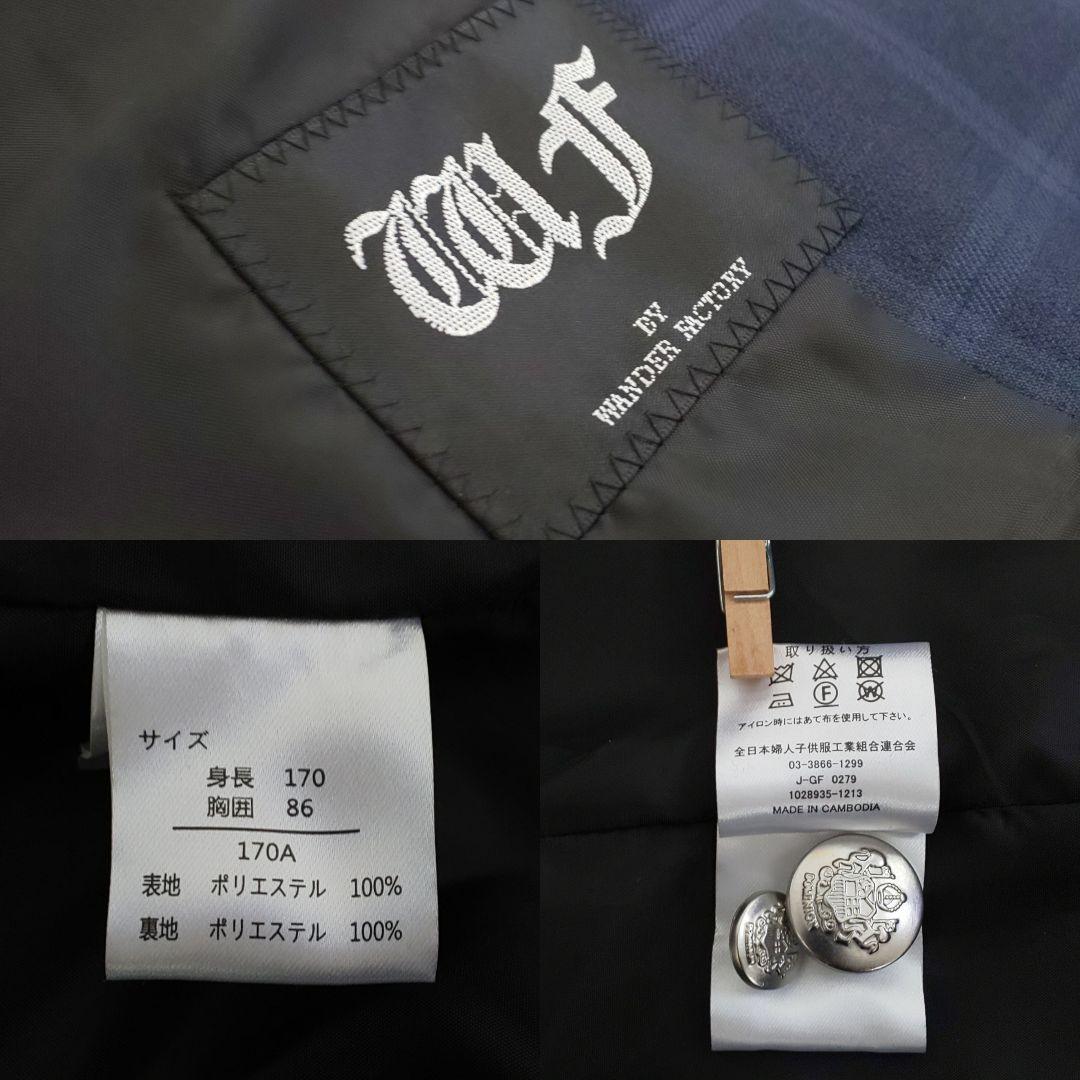 WF
BY
WANDER FACTORY
サイズ
身長 170
胸囲 86
170A
表地 ポリエステル 100%
裏地 ポリエステル 100%
取り扱い方
F
W
アイロン時にはあて布を使用して下さい。
全日本婦人子供服工業組合連合会
03-3866-1299
J-GF 0279
1028935-1213
MADE IN CAMBODIA